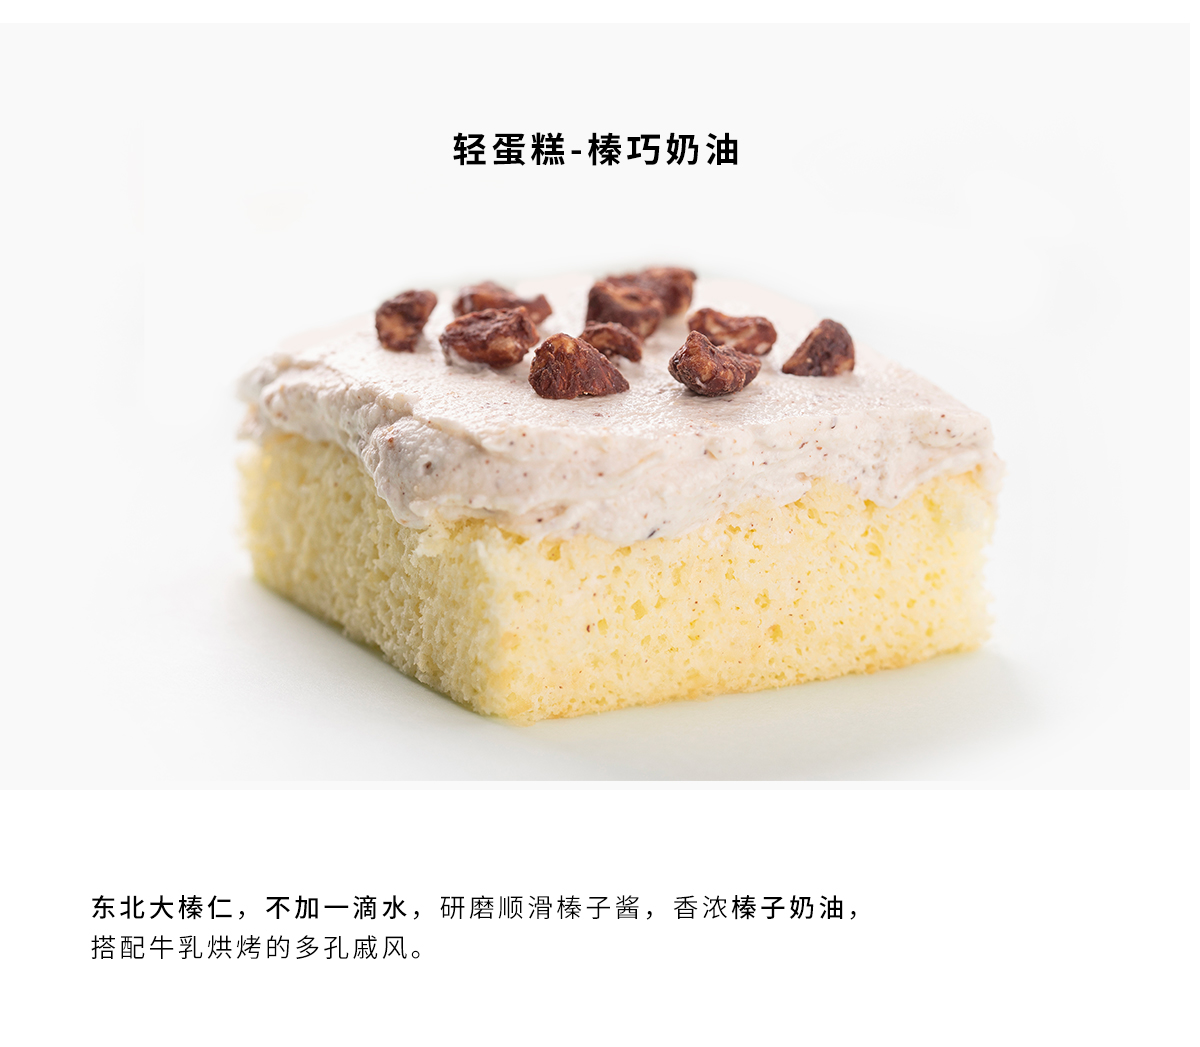 轻蛋糕-榛巧奶油
东北大榛仁，不加一滴水，研磨顺滑榛子酱，香浓榛子奶油，
搭配牛乳烘烤的多孔戚风。